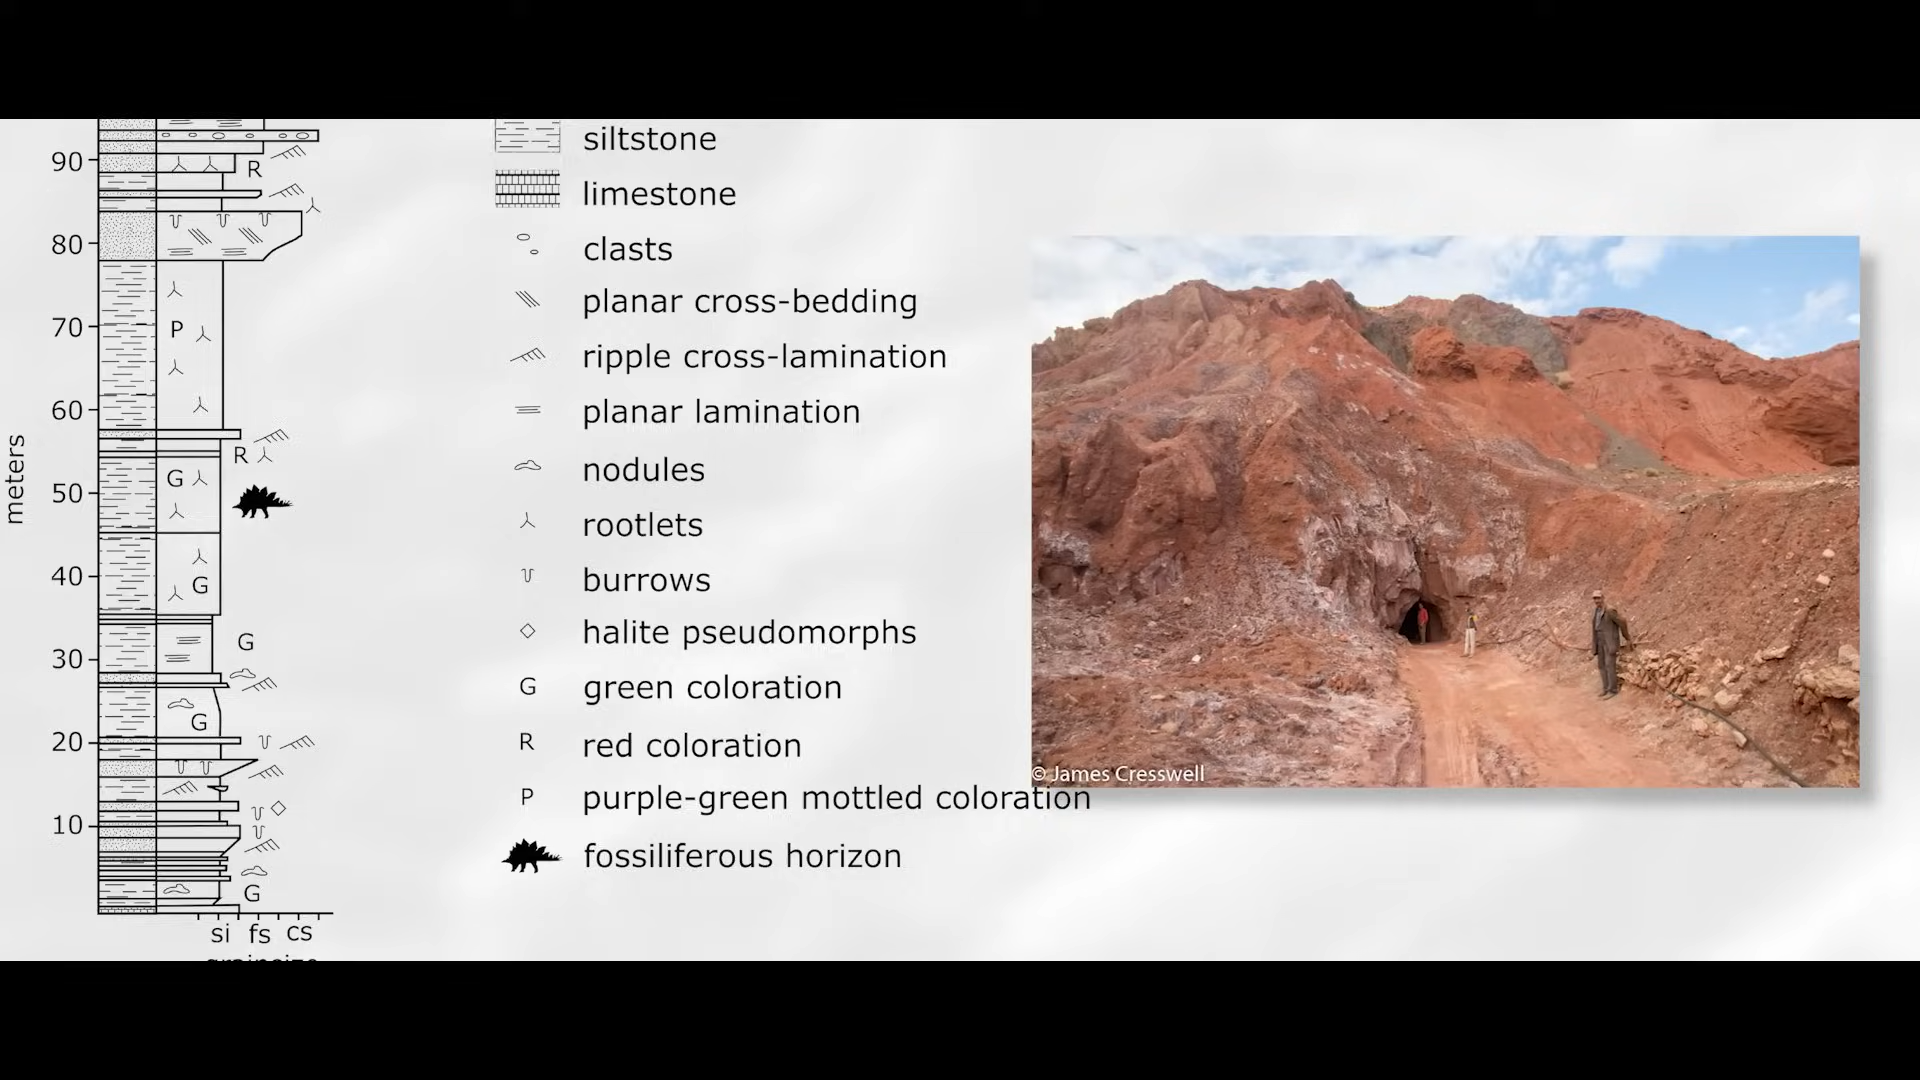 90
R
80
70
P
60
R
G
50
meters
40
G
30
G
G
20
10
G
si fs cs
grainsize
siltstone
limestone
clasts
planar cross-bedding
ripple cross-lamination
planar lamination
nodules
rootlets
burrows
halite pseudomorphs
G green coloration
R red coloration
P purple-green mottled coloration
fossiliferous horizon
© James Cresswell